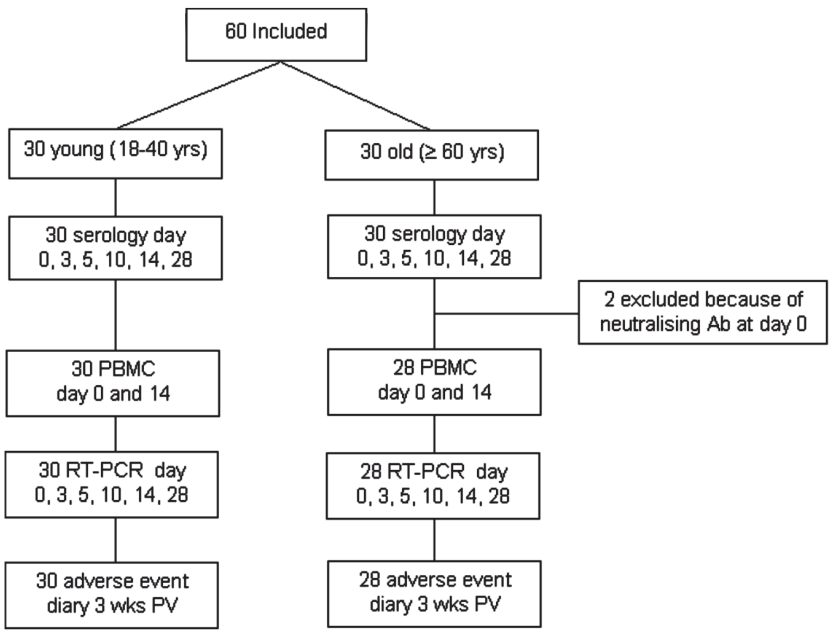 60 Included
30 young (18-40 yrs)
30 old (≥ 60 yrs)
30 serology day
0, 3, 5, 10, 14, 28
30 serology day
0, 3, 5, 10, 14, 28
2 excluded because of
neutralising Ab at day 0
30 PBMC
day 0 and 14
28 PBMC
day 0 and 14
30 RT-PCR day
0, 3, 5, 10, 14, 28
28 RT-PCR day
0, 3, 5, 10, 14, 28
30 adverse event
diary 3 wks PV
28 adverse event
diary 3 wks PV